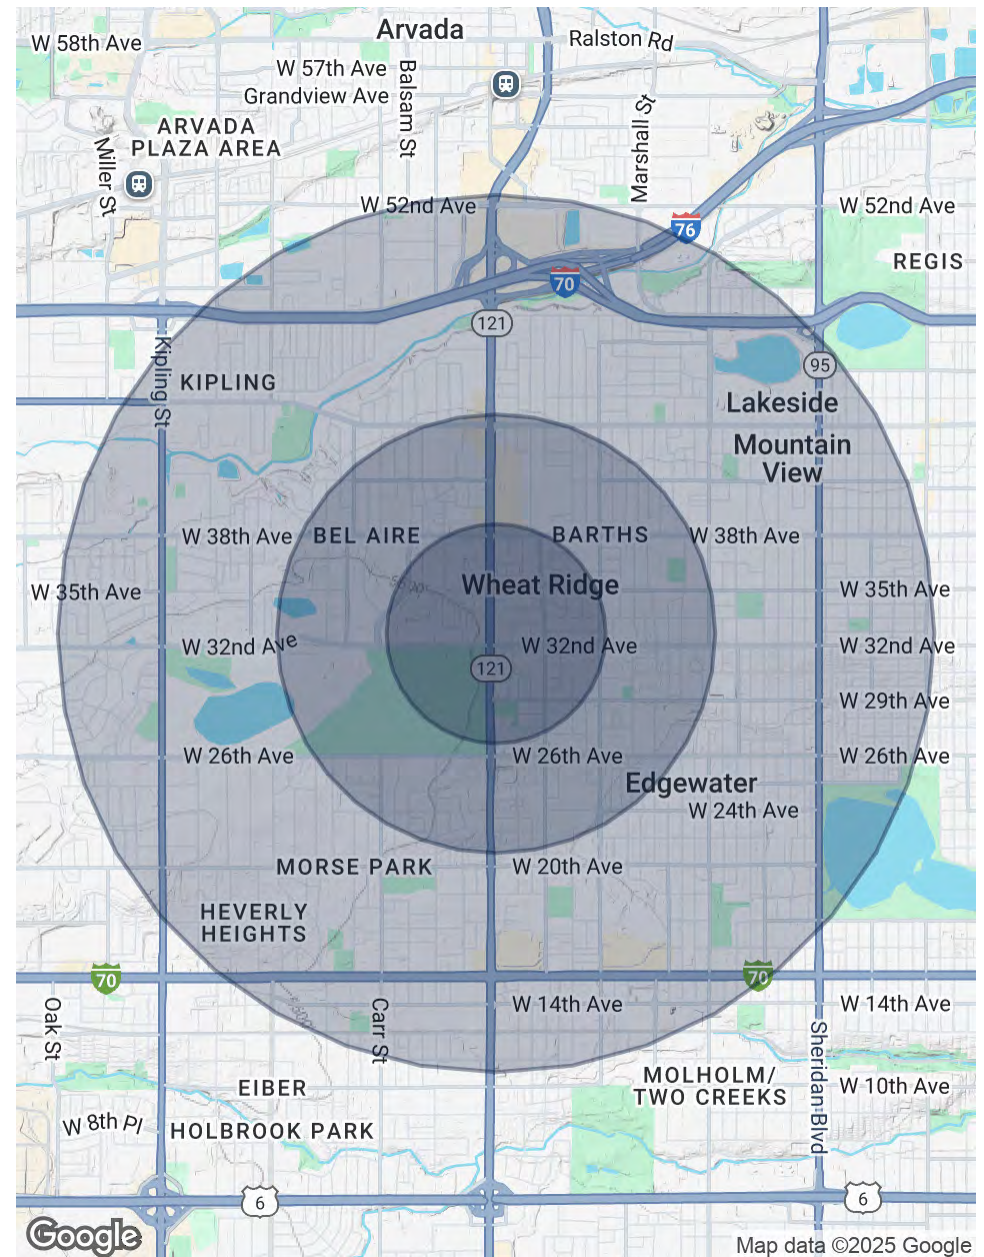 Arvada
W 58th Ave
Ralston Rd
W 57th Ave
Balsam St
Grandview Ave
Marshall St
ARVADA
PLAZA AREA
Miller St
W 52nd Ave
W 52nd Ave
76
REGIS
70
121
Kipling St
95
KIPLING
Lakeside
Mountain
View
W 38th Ave
BEL AIRE
BARTHS
W 38th Ave
W 35th Ave
Wheat Ridge
W 35th Ave
W 32nd Ave
W 32nd Ave
W 32nd Ave
121
W 29th Ave
W 26th Ave
W 26th Ave
W 26th Ave
Edgewater
W 24th Ave
MORSE PARK
W 20th Ave
HEVERLY
HEIGHTS
70
70
Oak St
Carr St
W 14th Ave
W 14th Ave
Sheridan Blvd
EIBER
MOLHOLM/
TWO CREEKS
W 10th Ave
W 8th Pl
HOLBROOK PARK
6
6
Google
Map data ©2025 Google